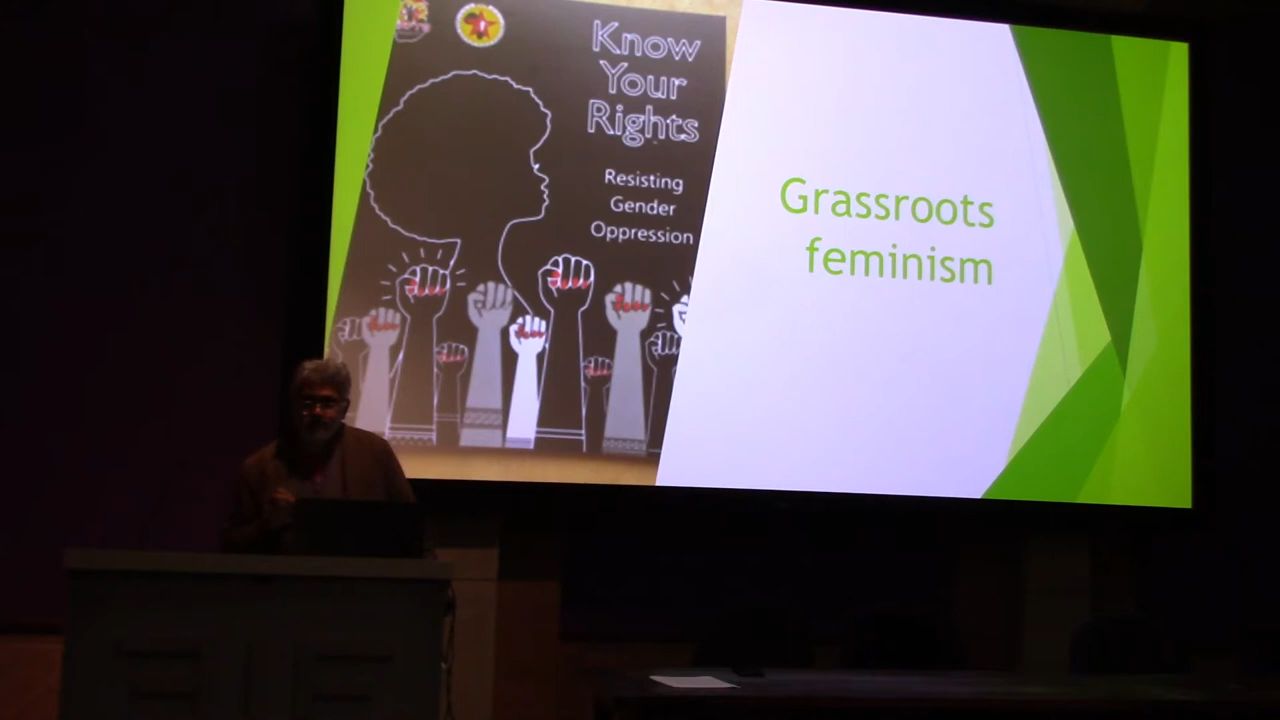 Know
Your
Rights
Resisting
Gender
Oppression
Grassroots
feminism